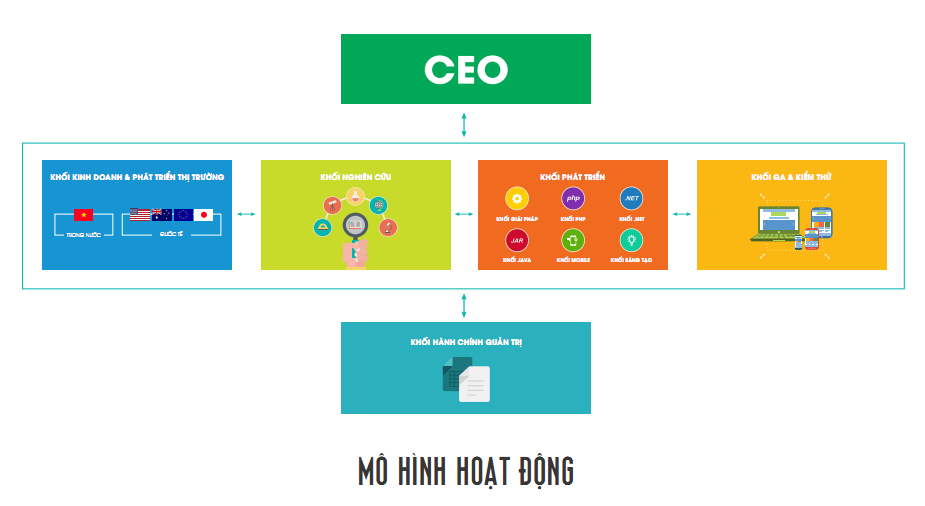 CEO
KHỐI KINH DOANH & PHÁT TRIỂN THỊ TRƯỜNG
TRONG NƯỚC
QUỐC TẾ
KHỐI NGHIÊN CỨU
KHỐI PHÁT TRIỂN
php
.NET
KHỐI GIẢI PHÁP
KHỐI PHP
KHỐI .NET
JAR
KHỐI JAVA
KHỐI MOBILE
KHỐI SÁNG TẠO
KHỐI QA & KIỂM THỬ
KHỐI HÀNH CHÍNH QUẢN TRỊ
MÔ HÌNH HOẠT ĐỘNG